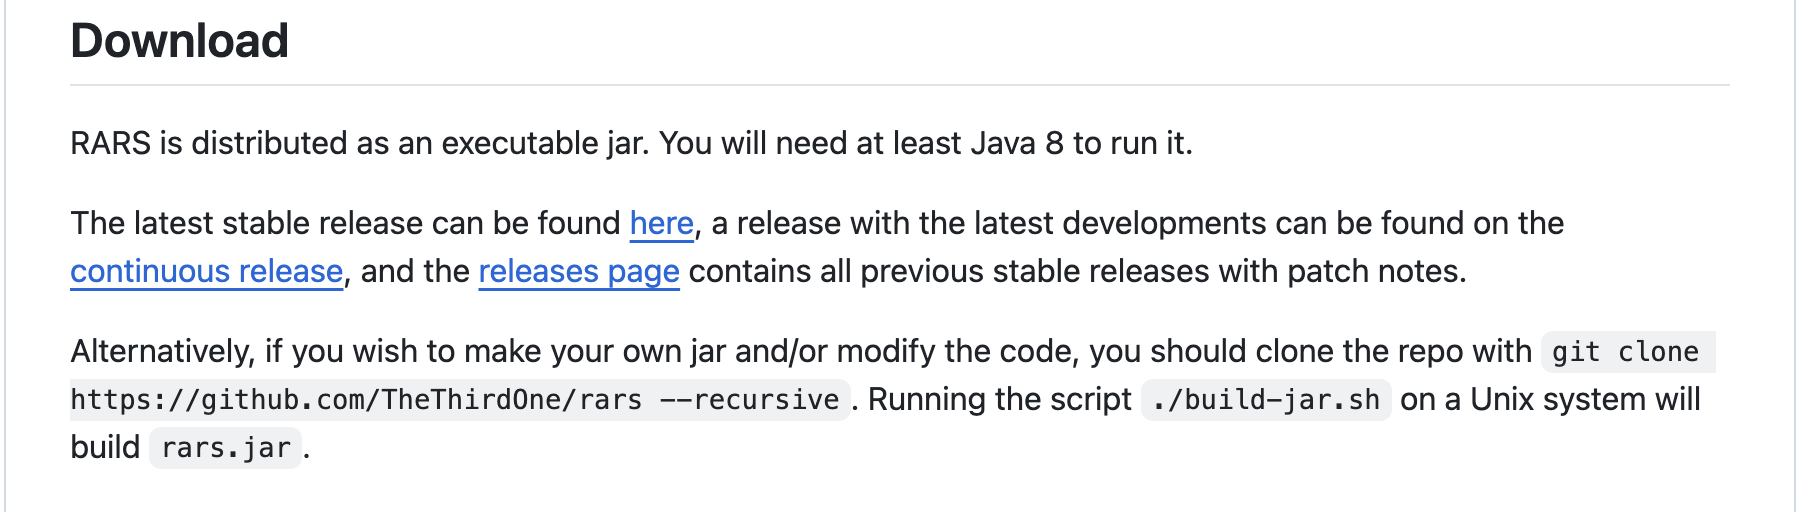 Download
RARS is distributed as an executable jar. You will need at least Java 8 to run it.
The latest stable release can be found here, a release with the latest developments can be found on the
continuous release, and the releases page contains all previous stable releases with patch notes.
Alternatively, if you wish to make your own jar and/or modify the code, you should clone the repo with git clone
https://github.com/TheThirdOne/rars --recursive. Running the script ./build-jar.sh on a Unix system will
build rars.jar.